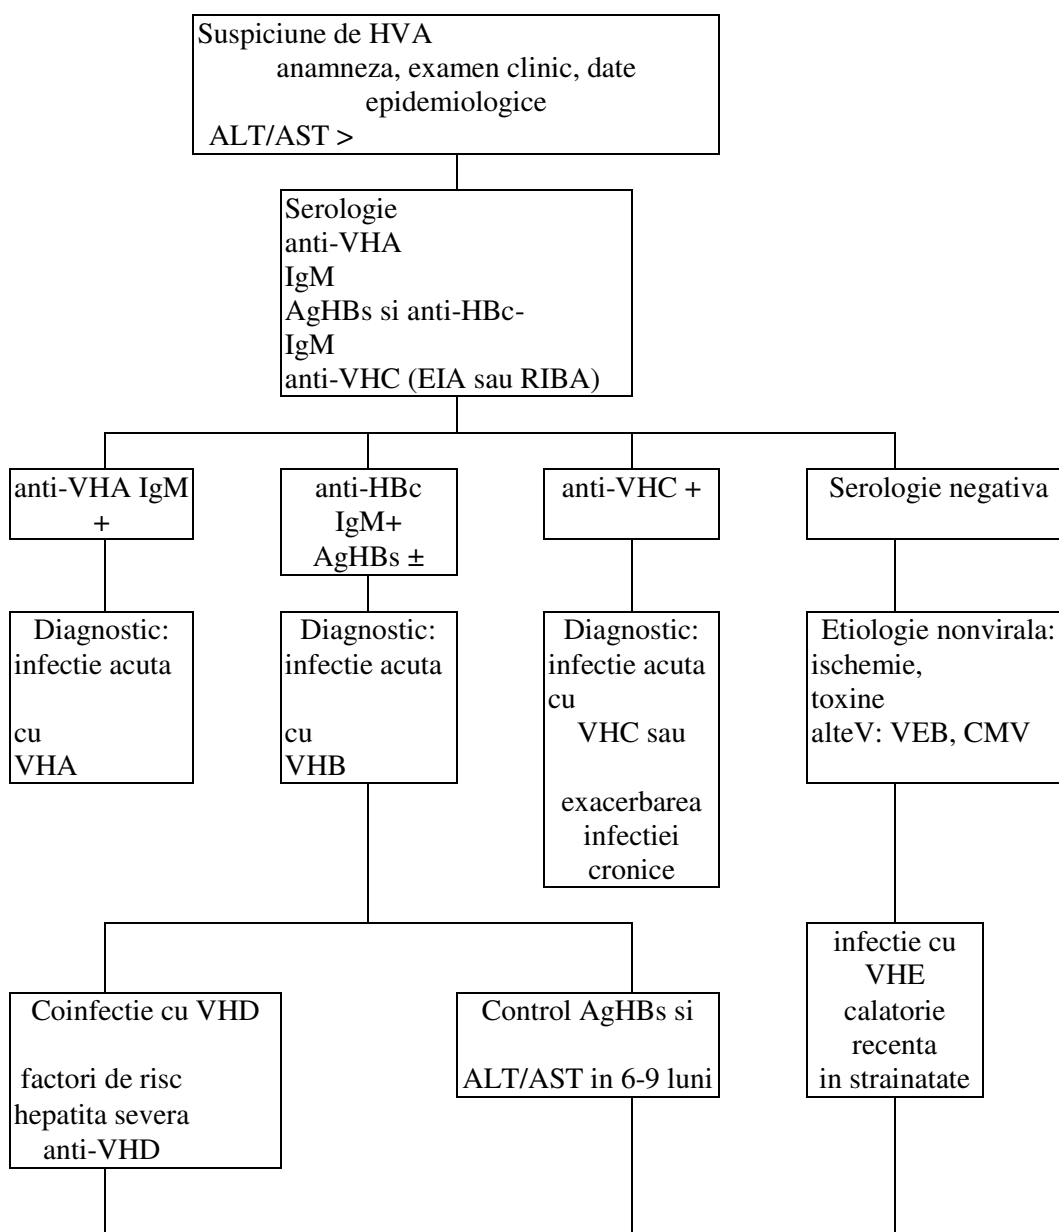 Suspiciune de HVA
anamneza, examen clinic, date
epidemiologice
ALT/AST >
Serologie
anti-VHA
IgM
AgHBs si anti-HBc-
IgM
anti-VHC (EIA sau RIBA)
anti-VHA IgM
+
anti-HBc
IgM+
AgHBs ±
anti-VHC +
Serologie negativa
Diagnostic:
infectie acuta
cu
VHA
Diagnostic:
infectie acuta
cu
VHB
Diagnostic:
infectie acuta
cu
VHC sau
exacerbarea
infectiei
cronice
Etiologie nonvirala:
ischemie,
toxine
alteV: VEB, CMV
Coinfectie cu VHD
factori de risc
hepatita severa
anti-VHD
Control AgHBs si
ALT/AST in 6-9 luni
infectie cu
VHE
calatorie
recenta
in strainatate